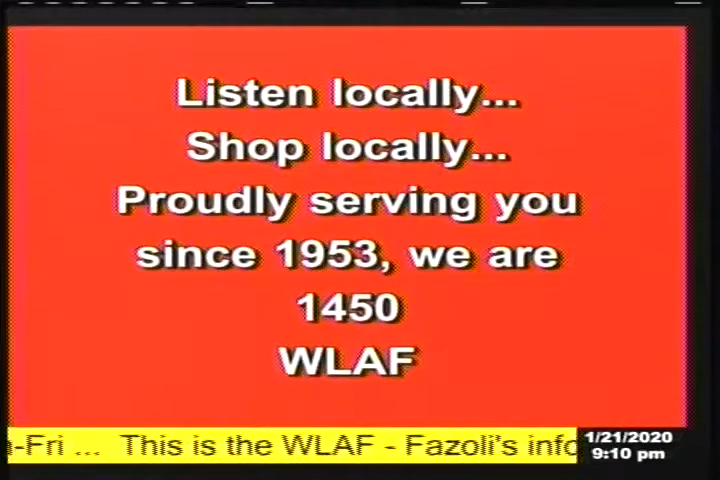 Listen locally...
Shop locally...
Proudly serving you
since 1953, we are
1450
WLAF
-Fri ... This is the WLAF - Fazoli's info
1/21/2020
9:10 pm